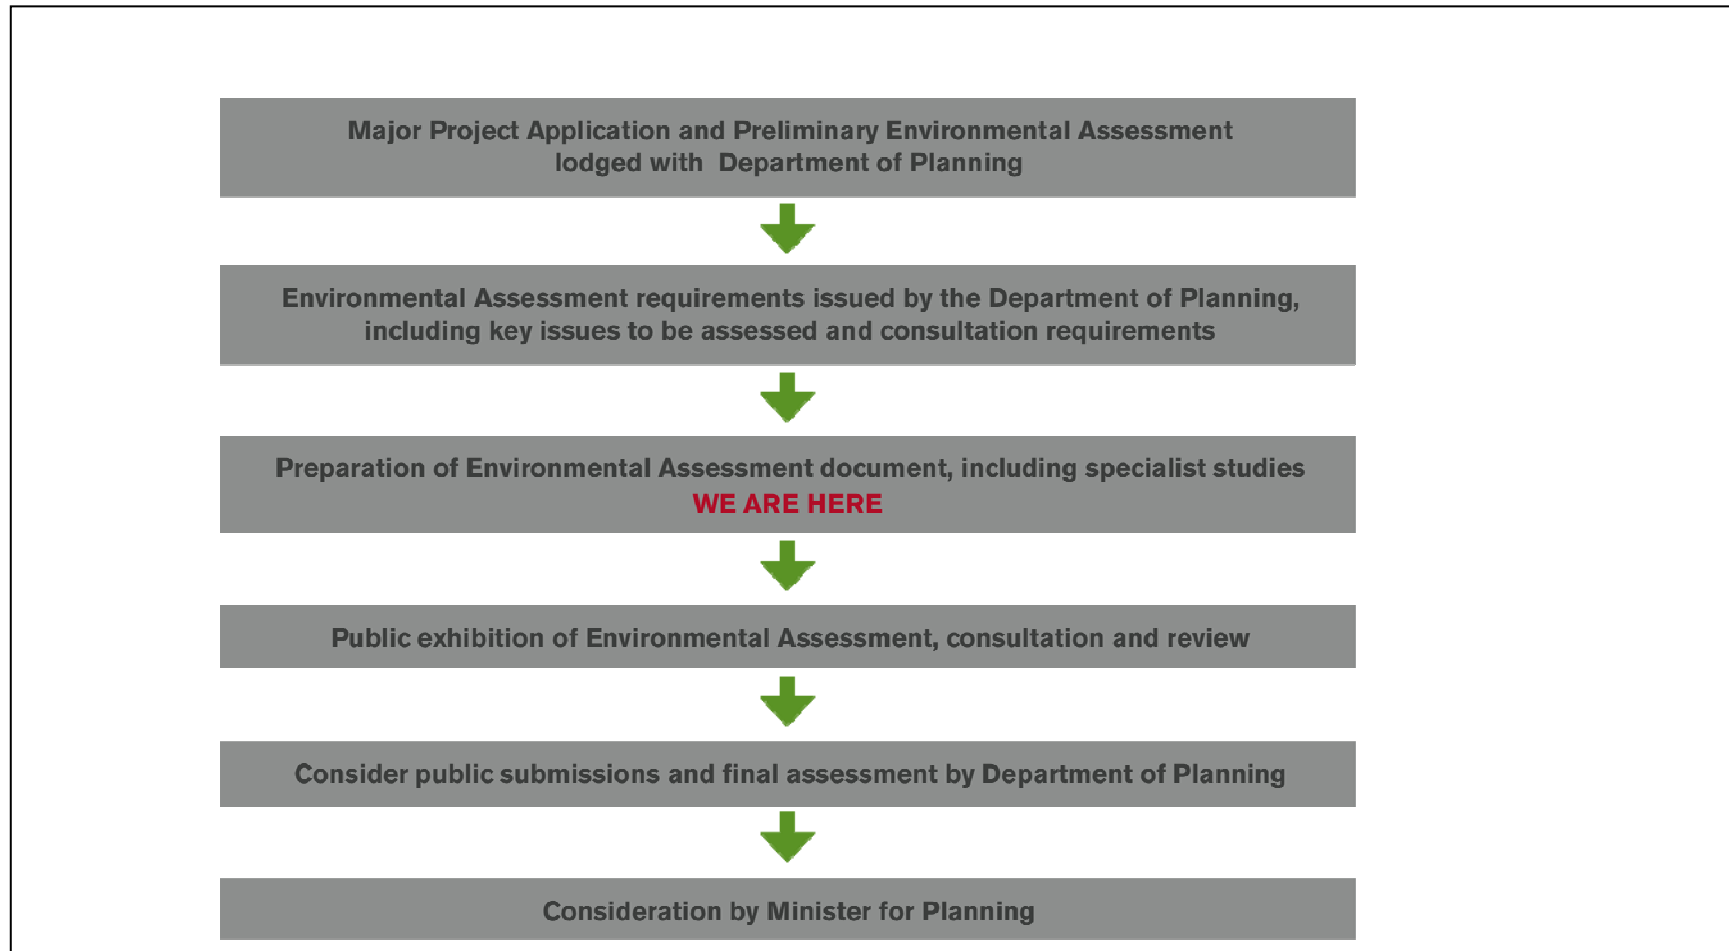 Major Project Application and Preliminary Environmental Assessment
lodged with Department of Planning
Environmental Assessment requirements issued by the Department of Planning,
including key issues to be assessed and consultation requirements
Preparation of Environmental Assessment document, including specialist studies
WE ARE HERE
Public exhibition of Environmental Assessment, consultation and review
Consider public submissions and final assessment by Department of Planning
Consideration by Minister for Planning